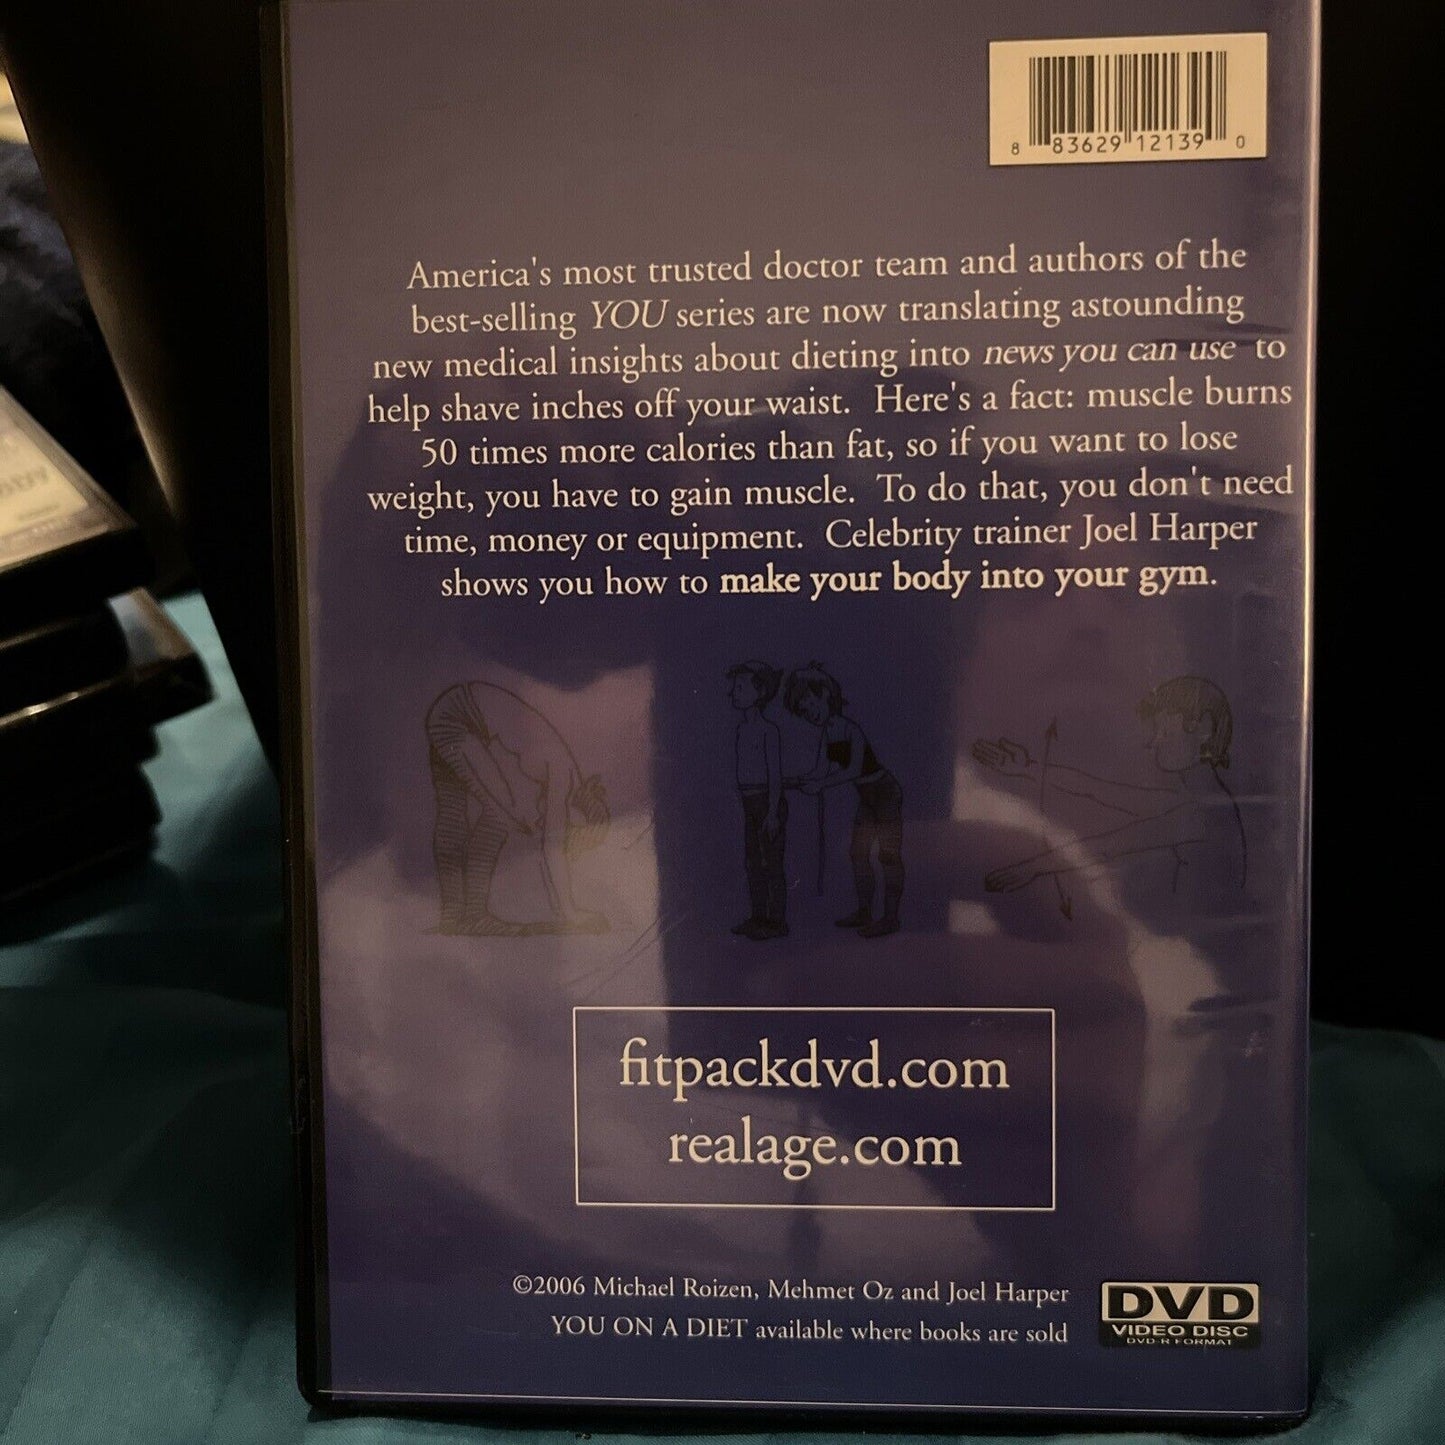 8 83629 12139 0
America's most trusted doctor team and authors of the
best-selling YOU series are now translating astounding
new medical insights about dieting into news you can use to
help shave inches off your waist. Here's a fact: muscle burns
50 times more calories than fat, so if you want to lose
weight, you have to gain muscle. To do that, you don't need
time, money or equipment. Celebrity trainer Joel Harper
shows you how to make your body into your gym.
fitpackdvd.com
realage.com
©2006 Michael Roizen, Mehmet Oz and Joel Harper
YOU ON A DIET available where books are sold
DVD
VIDEO DISC
DVD-R FORMAT